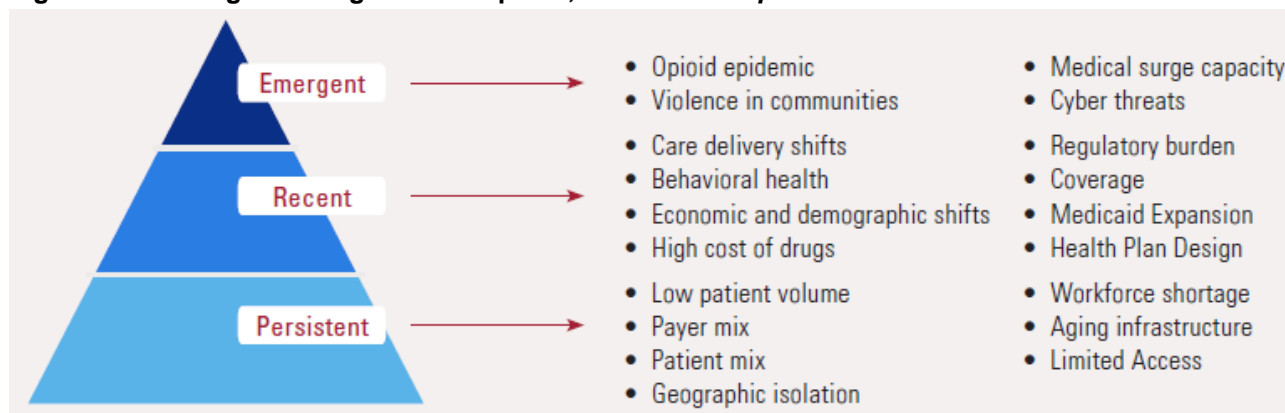 Emergent
• Opioid epidemic
• Violence in communities
• Medical surge capacity
• Cyber threats
Recent
• Care delivery shifts
• Behavioral health
• Economic and demographic shifts
• High cost of drugs
• Regulatory burden
• Coverage
• Medicaid Expansion
• Health Plan Design
Persistent
• Low patient volume
• Payer mix
• Patient mix
• Geographic isolation
• Workforce shortage
• Aging infrastructure
• Limited Access